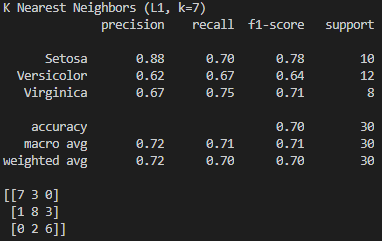 K Nearest Neighbors (L1, k=7)
precision recall f1-score support
Setosa 0.88 0.70 0.78 10
Versicolor 0.62 0.67 0.64 12
Virginica 0.67 0.75 0.71 8
accuracy 0.70 30
macro avg 0.72 0.71 0.71 30
weighted avg 0.72 0.70 0.70 30
[[7 3 0]
[1 8 3]
[0 2 6]]